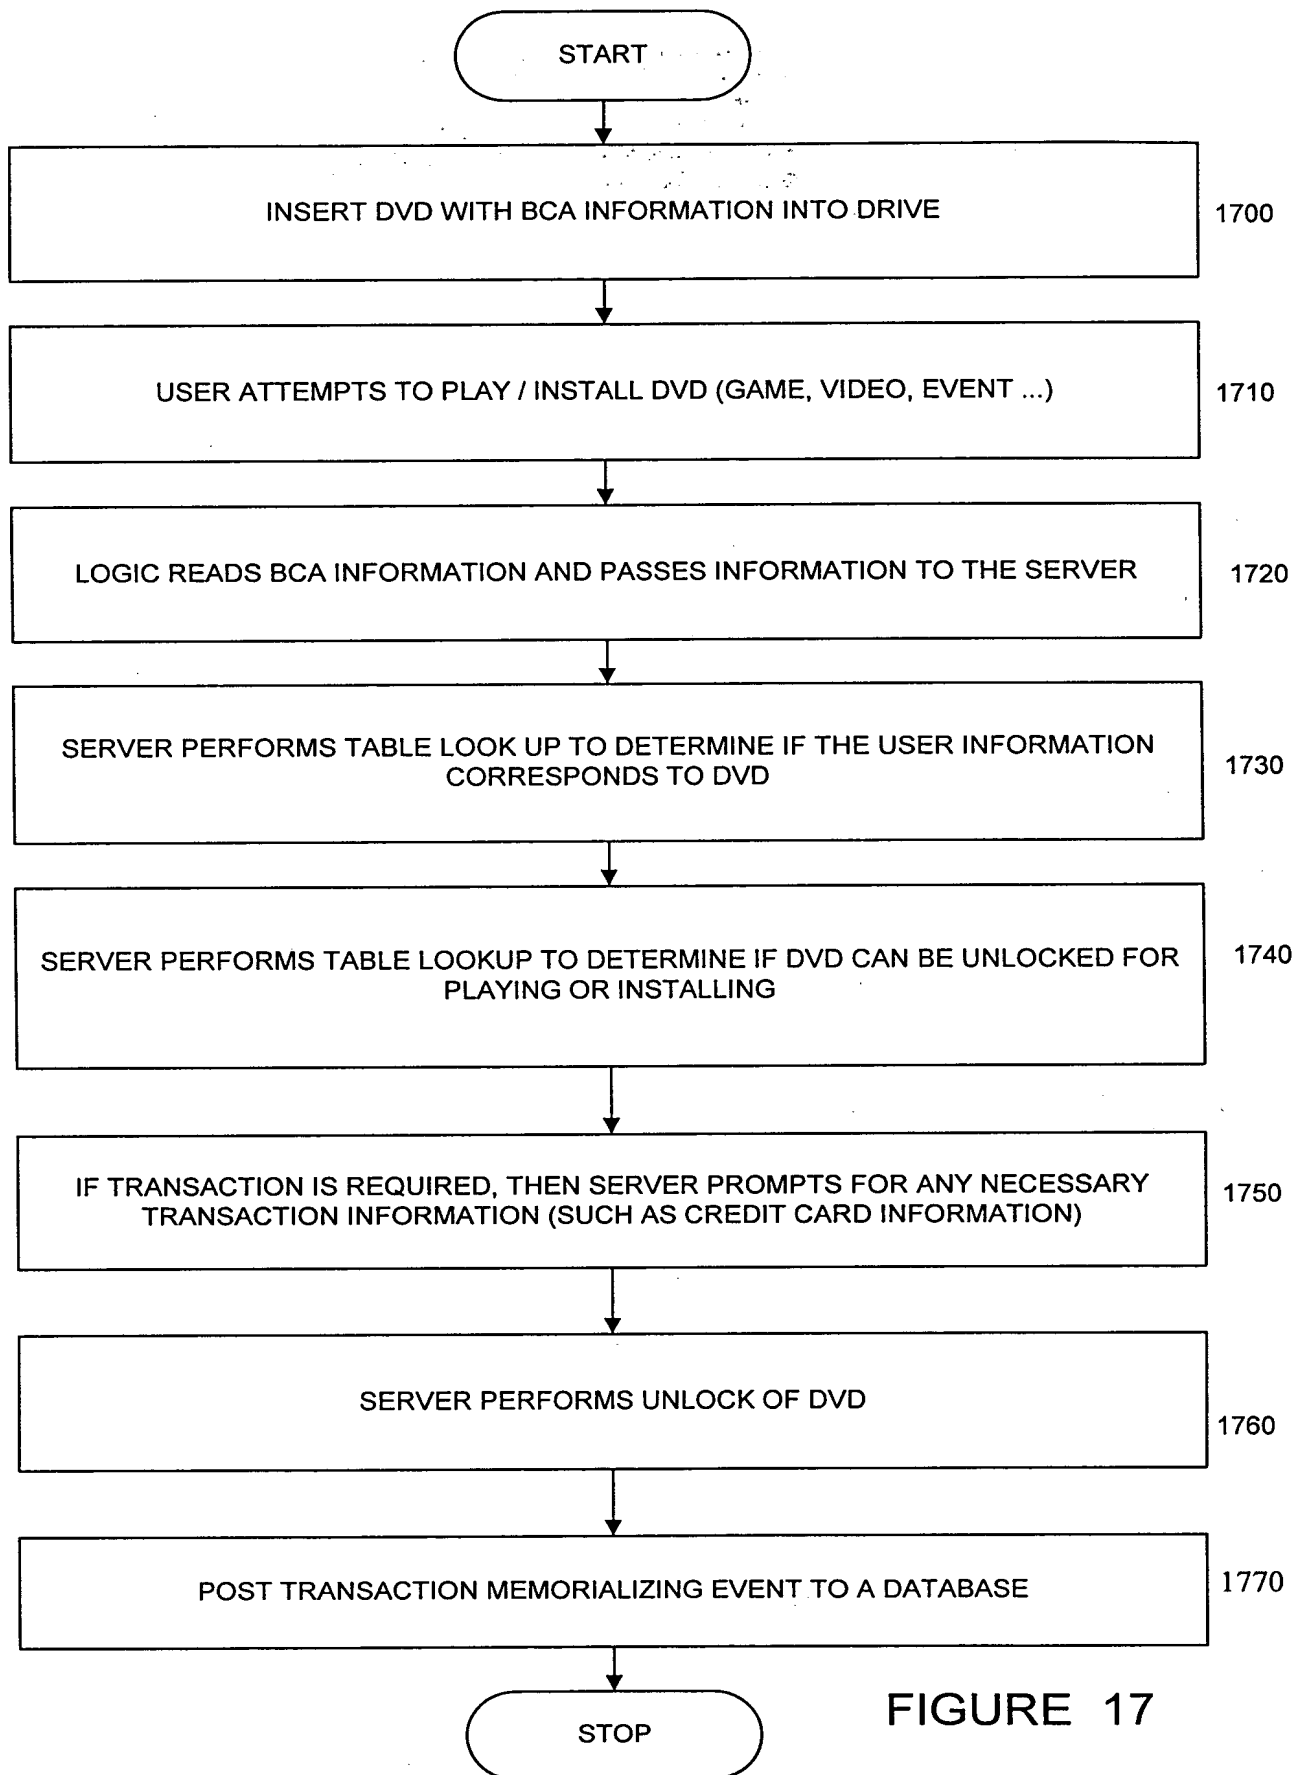 START
INSERT DVD WITH BCA INFORMATION INTO DRIVE
1700
USER ATTEMPTS TO PLAY / INSTALL DVD (GAME, VIDEO, EVENT ...)
1710
LOGIC READS BCA INFORMATION AND PASSES INFORMATION TO THE SERVER
1720
SERVER PERFORMS TABLE LOOK UP TO DETERMINE IF THE USER INFORMATION
CORRESPONDS TO DVD
1730
SERVER PERFORMS TABLE LOOKUP TO DETERMINE IF DVD CAN BE UNLOCKED FOR
PLAYING OR INSTALLING
1740
IF TRANSACTION IS REQUIRED, THEN SERVER PROMPTS FOR ANY NECESSARY
TRANSACTION INFORMATION (SUCH AS CREDIT CARD INFORMATION)
1750
SERVER PERFORMS UNLOCK OF DVD
1760
POST TRANSACTION MEMORIALIZING EVENT TO A DATABASE
1770
STOP
FIGURE 17